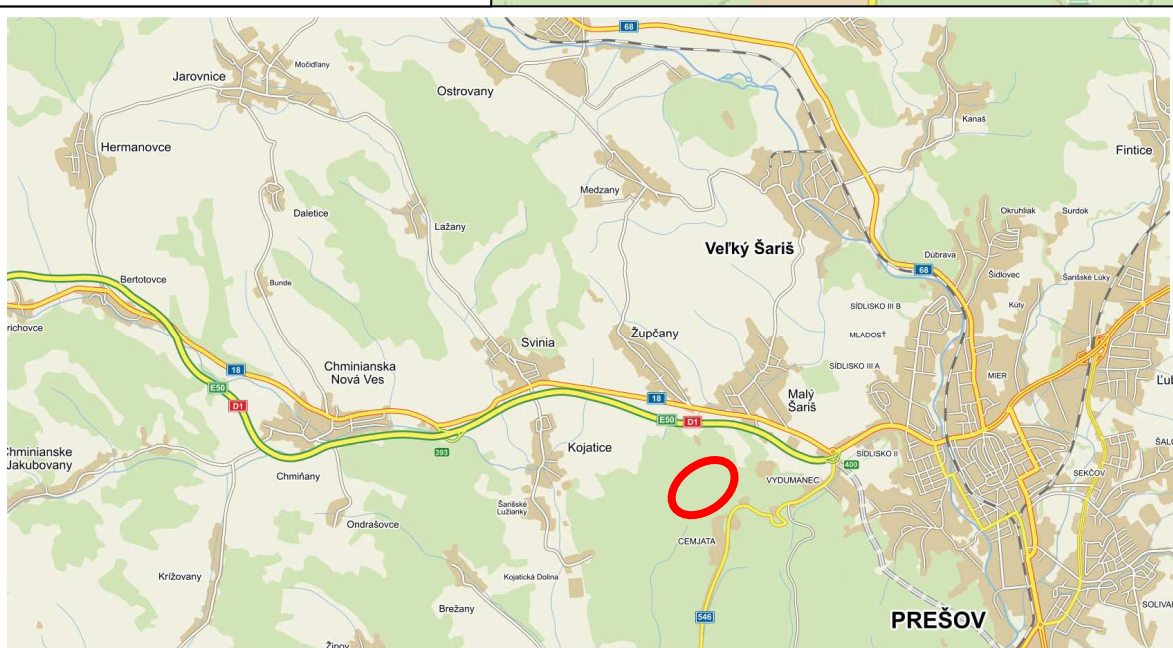 68
Močidľany
Jarovnice
Ostrovany
Kanaš
Hermanovce
Fintice
Medzany
Daletice
Okruhliak
Surdok
Lažany
Veľký Šariš
Dúbrava
68
Šidlovec
Šarišské Lúky
Bertotovce
Bunde
SÍDLISKO III B
Kúty
richovce
Župčany
MLADOSŤ
Svinia
18
Chminianska
Nová Ves
SÍDLISKO III A
MIER
Ľub
E50
18
Malý
Šariš
D1
E50
D1
Kojatice
Chminianske
Jakubovany
393
SÍDLISKO II
400
ŠALG
SEKČOV
Chmiňany
VYDUMANEC
Šarišské
Lužianky
Ondrašovce
CEMJATA
Križovany
Kojatická Dolina
Brežany
546
PREŠOV
SOLIVA
Žipov